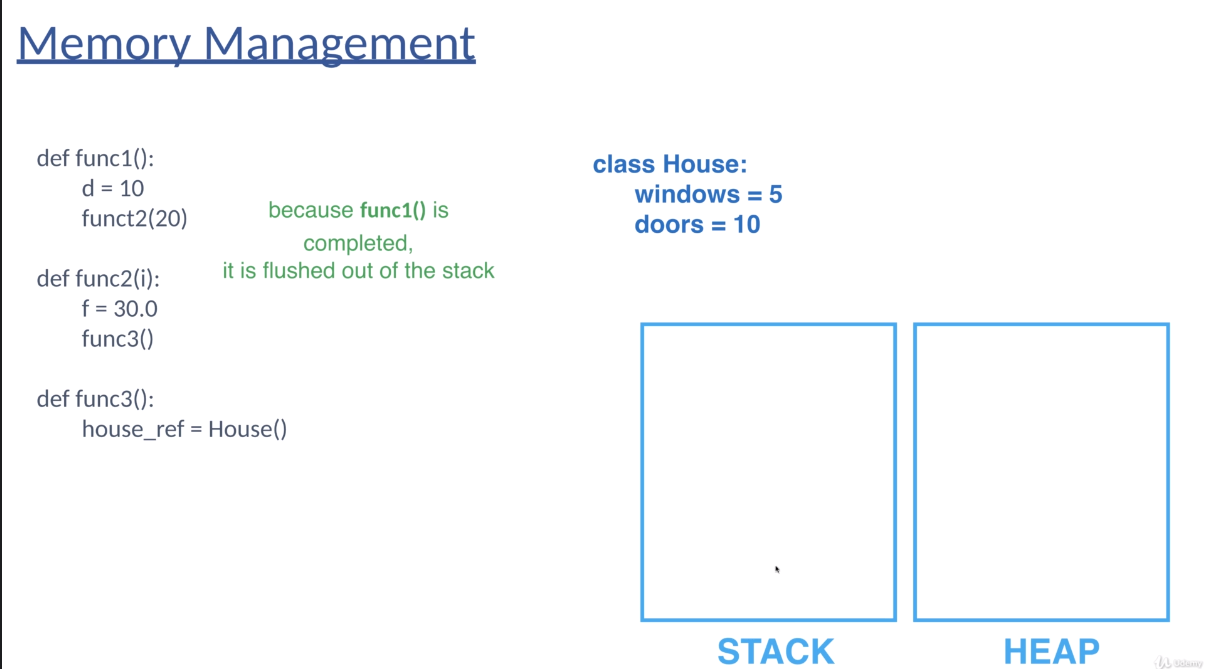 Memory Management
def func1():
d = 10
funct2(20)
def func2(i):
f = 30.0
func3()
def func3():
house_ref = House()
because func1() is
completed,
it is flushed out of the stack
class House:
windows = 5
doors = 10
STACK
HEAP
Udemy